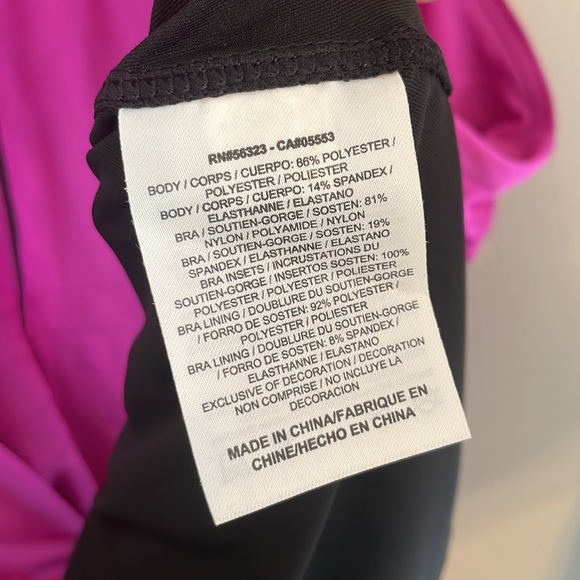 RN#56323 - CA#05553
BODY / CORPS / CUERPO: 86% POLYESTER /
POLYESTER / POLIESTER
BODY / CORPS / CUERPO: 14% SPANDEX /
ELASTHANNE / ELASTANO
BRA / SOUTIEN-GORGE / SOSTEN: 81%
NYLON / POLYAMIDE / NYLON
BRA / SOUTIEN-GORGE / SOSTEN: 19%
SPANDEX / ELASTHANNE / ELASTANO
BRA INSETS / INCRUSTATIONS DU
SOUTIEN-GORGE / INSERTOS SOSTEN: 100%
POLYESTER / POLYESTER / POLIESTER
BRA LINING / DOUBLURE DU SOUTIEN-GORGE
/ FORRO DE SOSTEN: 92% POLYESTER /
POLYESTER / POLIESTER
BRA LINING / DOUBLURE DU SOUTIEN-GORGE
/ FORRO DE SOSTEN: 8% SPANDEX /
ELASTHANNE / ELASTANO
EXCLUSIVE OF DECORATION / DECORATION
NON COMPRISE / NO INCLUYE LA
DECORACION
MADE IN CHINA/FABRIQUE EN
CHINE/HECHO EN CHINA